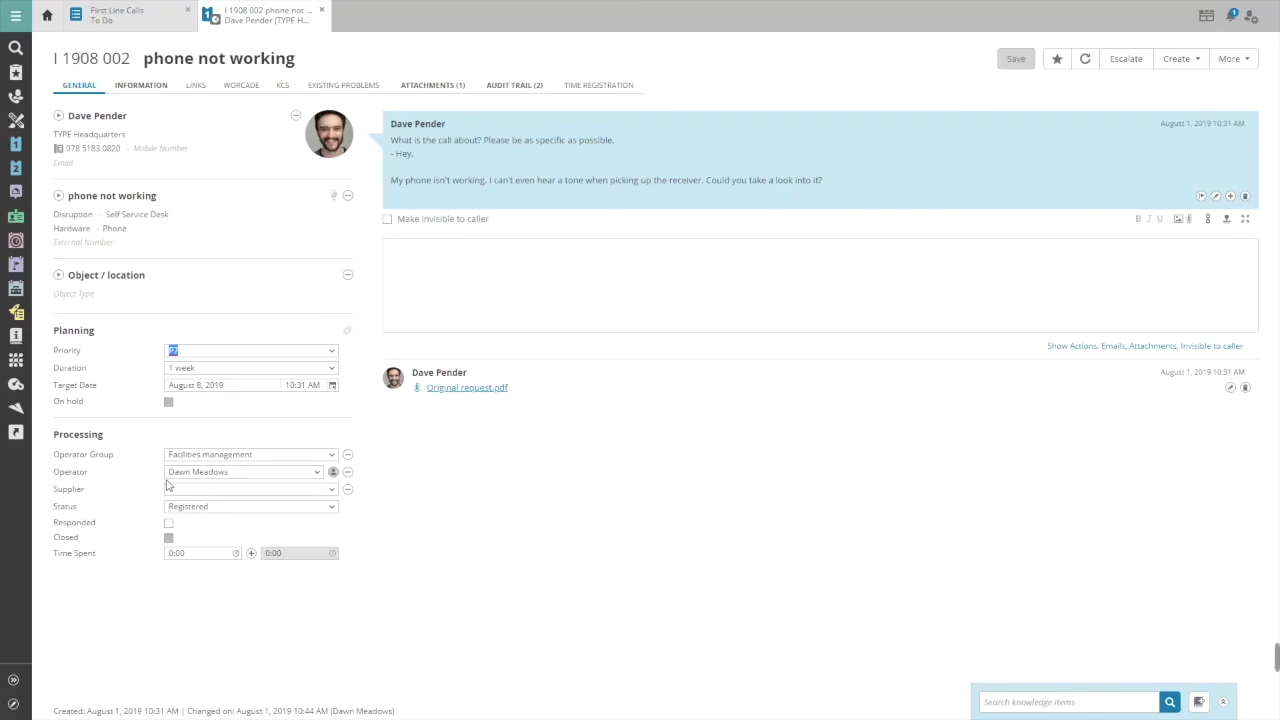 First Line Calls
To Do
I 1908 002 phone not ...
Dave Pender (TYPE H...
1
I 1908 002 phone not working
Save
Escalate
Create
More
GENERAL
INFORMATION
LINKS
WORCADE
KCS
EXISTING PROBLEMS
ATTACHMENTS (1)
AUDIT TRAIL (2)
TIME REGISTRATION
Dave Pender
TYPE Headquarters
078 5183 0820 - Mobile Number
Email
phone not working
Disruption - Self Service Desk
Hardware - Phone
External Number
Object / location
Object Type
Planning
Priority P7
Duration 1 week
Target Date August 8, 2019 10:31 AM
On hold
Processing
Operator Group Facilities management
Operator Dawn Meadows
Supplier
Status Registered
Responded
Closed
Time Spent 0:00 0:00
Dave Pender August 1, 2019 10:31 AM
What is the call about? Please be as specific as possible.
- Hey,
My phone isn't working. I can't even hear a tone when picking up the receiver. Could you take a look into it?
Make invisible to caller
B I U
Show Actions, Emails, Attachments, Invisible to caller
Dave Pender August 1, 2019 10:31 AM
Original request.pdf
Created: August 1, 2019 10:31 AM | Changed on: August 1, 2019 10:44 AM (Dawn Meadows)
Search knowledge items